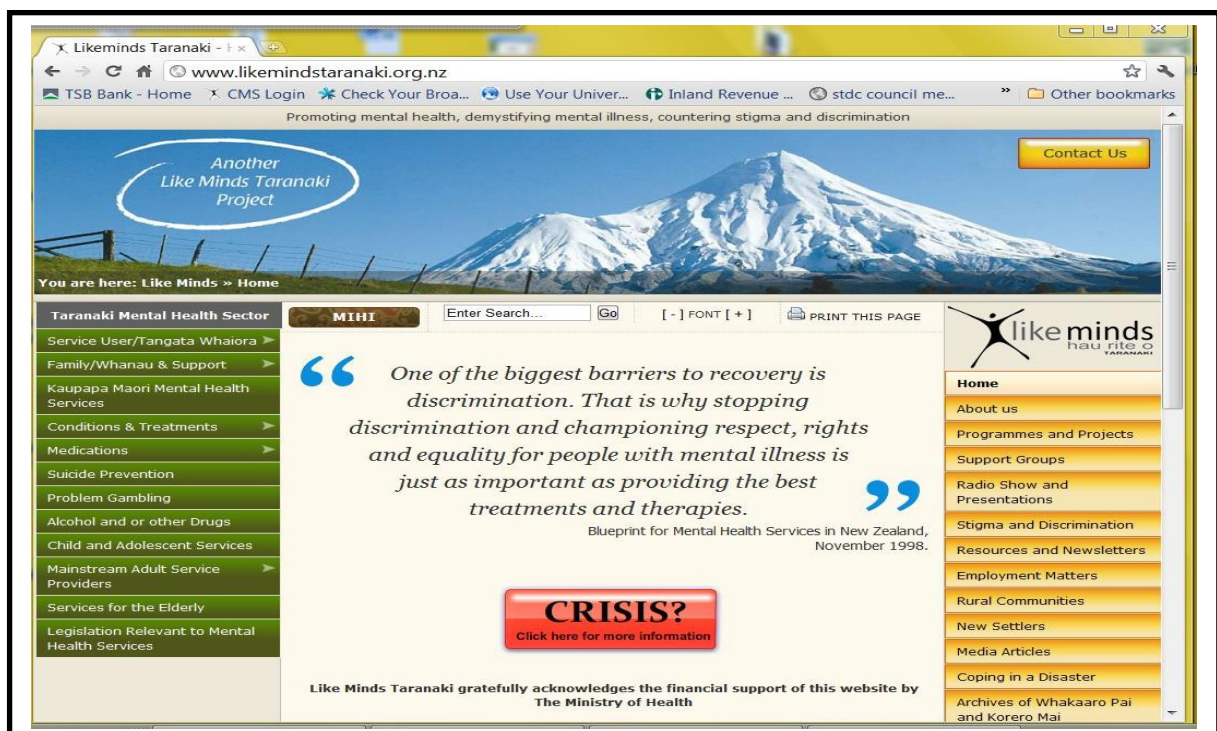 Likeminds Taranaki - H
www.likemindstaranaki.org.nz
TSB Bank - Home
CMS Login
Check Your Broa...
Use Your Univer...
Inland Revenue ...
stdc council me...
»
Other bookmarks
Promoting mental health, demystifying mental illness, countering stigma and discrimination
Another
Like Minds Taranaki
Project
Contact Us
You are here: Like Minds » Home
Taranaki Mental Health Sector
Service User/Tangata Whaiora
Family/Whanau & Support
Kaupapa Maori Mental Health
Services
Conditions & Treatments
Medications
Suicide Prevention
Problem Gambling
Alcohol and or other Drugs
Child and Adolescent Services
Mainstream Adult Service
Providers
Services for the Elderly
Legislation Relevant to Mental
Health Services
MIHI
Enter Search...
Go
[ - ] FONT [ + ]
PRINT THIS PAGE
“ One of the biggest barriers to recovery is
discrimination. That is why stopping
discrimination and championing respect, rights
and equality for people with mental illness is
just as important as providing the best
treatments and therapies. ”
Blueprint for Mental Health Services in New Zealand,
November 1998.
CRISIS?
Click here for more information
Like Minds Taranaki gratefully acknowledges the financial support of this website by
The Ministry of Health
like minds
hau rite o
TARANAKI
Home
About us
Programmes and Projects
Support Groups
Radio Show and
Presentations
Stigma and Discrimination
Resources and Newsletters
Employment Matters
Rural Communities
New Settlers
Media Articles
Coping in a Disaster
Archives of Whakaaro Pai
and Korero Mai